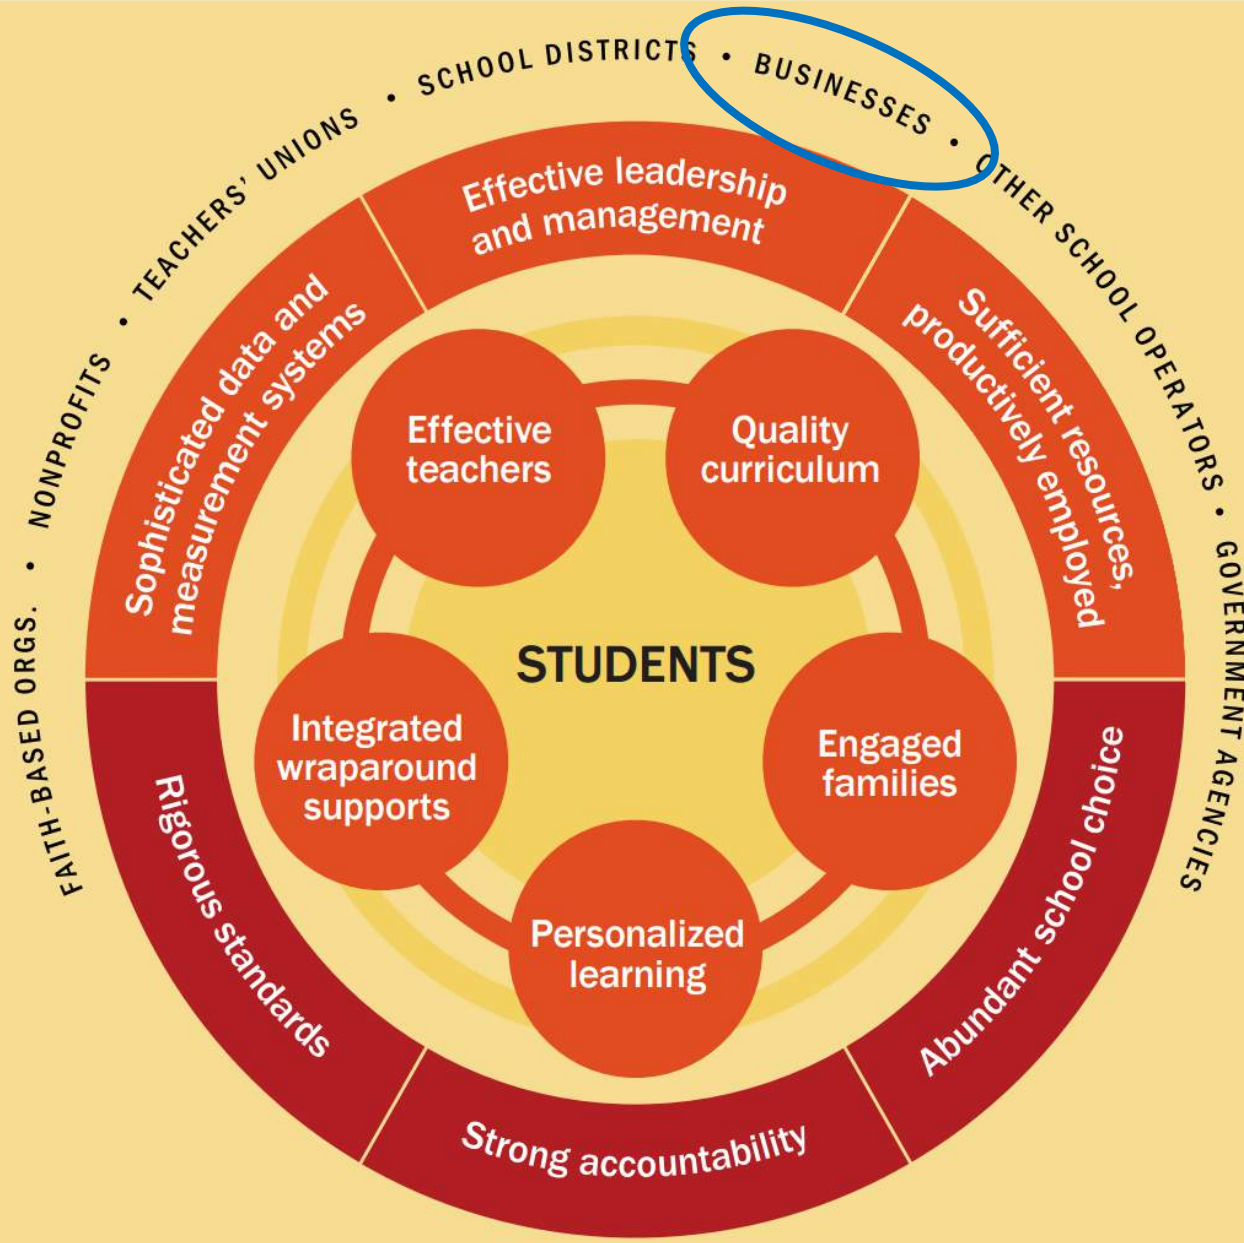 FAITH-BASED ORGS. • NONPROFITS • TEACHERS’ UNIONS • SCHOOL DISTRICTS • BUSINESSES • OTHER SCHOOL OPERATORS • GOVERNMENT AGENCIES
Effective leadership
and management
Sophisticated data and
measurement systems
Sufficient resources,
productively employed
Effective
teachers
Quality
curriculum
STUDENTS
Integrated
wraparound
supports
Engaged
families
Personalized
learning
Rigorous standards
Strong accountability
Abundant school choice